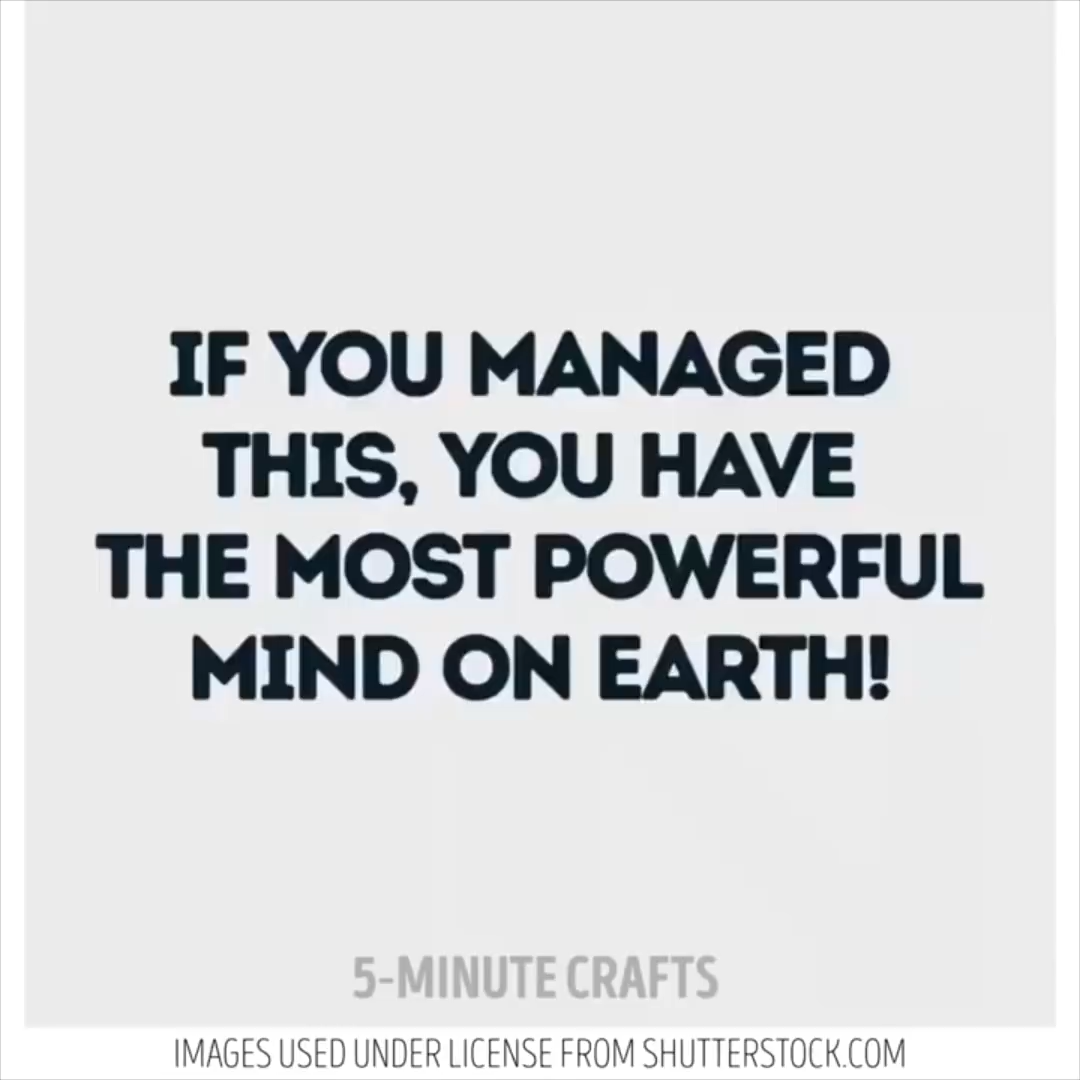 IF YOU MANAGED
THIS, YOU HAVE
THE MOST POWERFUL
MIND ON EARTH!
5-MINUTE CRAFTS
IMAGES USED UNDER LICENSE FROM SHUTTERSTOCK.COM